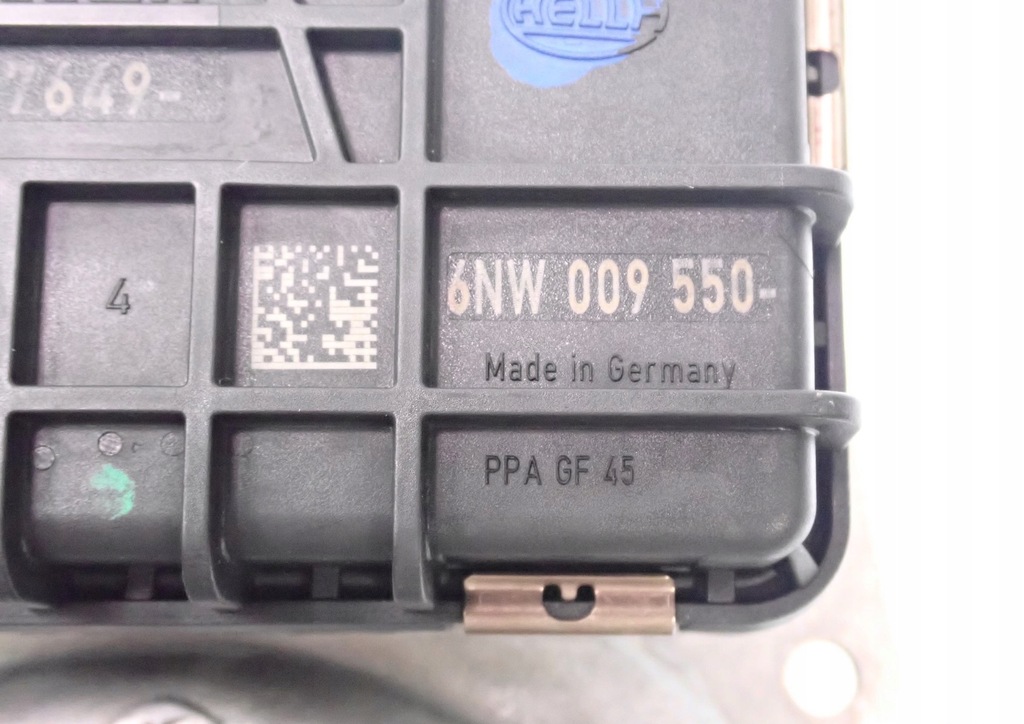 HELLA
7649-
4
6NW 009 550-
Made in Germany
PPA GF 45